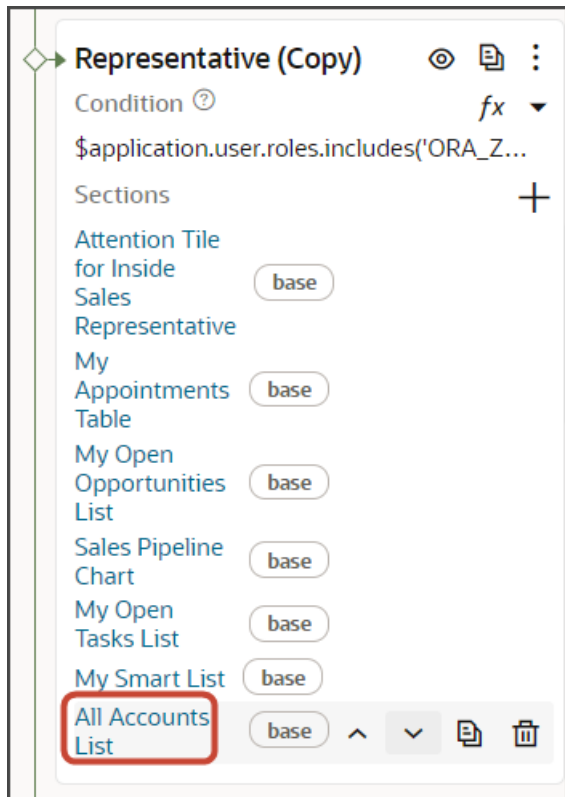 Representative (Copy)
Condition ?
fx
$application.user.roles.includes('ORA_Z...
Sections
Attention Tile
for Inside
Sales
Representative
base
My
Appointments
Table
base
My Open
Opportunities
List
base
Sales Pipeline
Chart
base
My Open
Tasks List
base
My Smart List
base
All Accounts
List
base